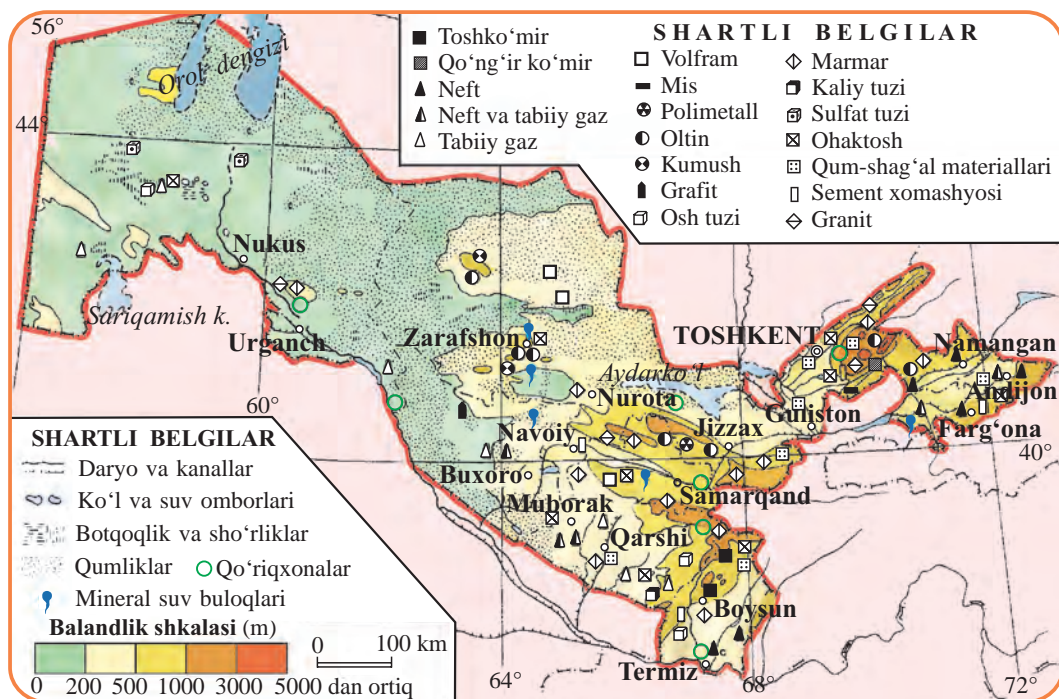 56°
44°
Orol dengizi
Nukus
Sariqamish k.
Urganch
60°
Zarafshon
Aydarko‘l
Nurota
TOSHKENT
Namangan
Andijon
Guliston
Farg‘ona
Jizzax
40°
Navoiy
Buxoro
Samarqand
Muborak
Qarshi
Boysun
Termiz
64°
68°
72°
SHARTLI BELGILAR
Toshko‘mir
Qo‘ng‘ir ko‘mir
Neft
Neft va tabiiy gaz
Tabiiy gaz
Volfram
Mis
Polimetall
Oltin
Kumush
Grafit
Osh tuzi
Marmar
Kaliy tuzi
Sulfat tuzi
Ohaktosh
Qum-shag‘al materiallari
Sement xomashyosi
Granit
SHARTLI BELGILAR
Daryo va kanallar
Ko‘l va suv omborlari
Botqoqlik va sho‘rliklar
Qumliklar
Qo‘riqxonalar
Mineral suv buloqlari
Balandlik shkalasi (m)
0 200 500 1000 3000 5000 dan ortiq
0 100 km